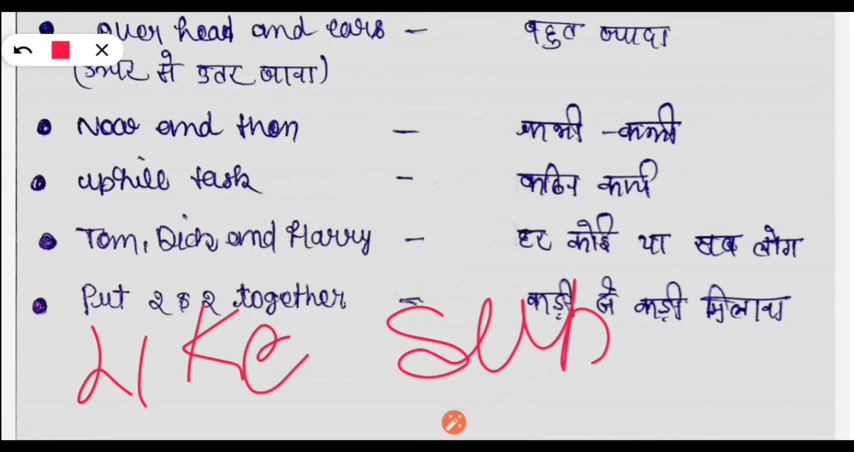 over head and ears – बहुत ज्यादा
(ऊपर से उतर जाना)
Now and then – कभी-कभी
uphill task – कठिन कार्य
Tom, Dick and Harry – हर कोई या सब लोग
Put 2 & 2 together – कड़ी से कड़ी मिलाना
LIKE SUB